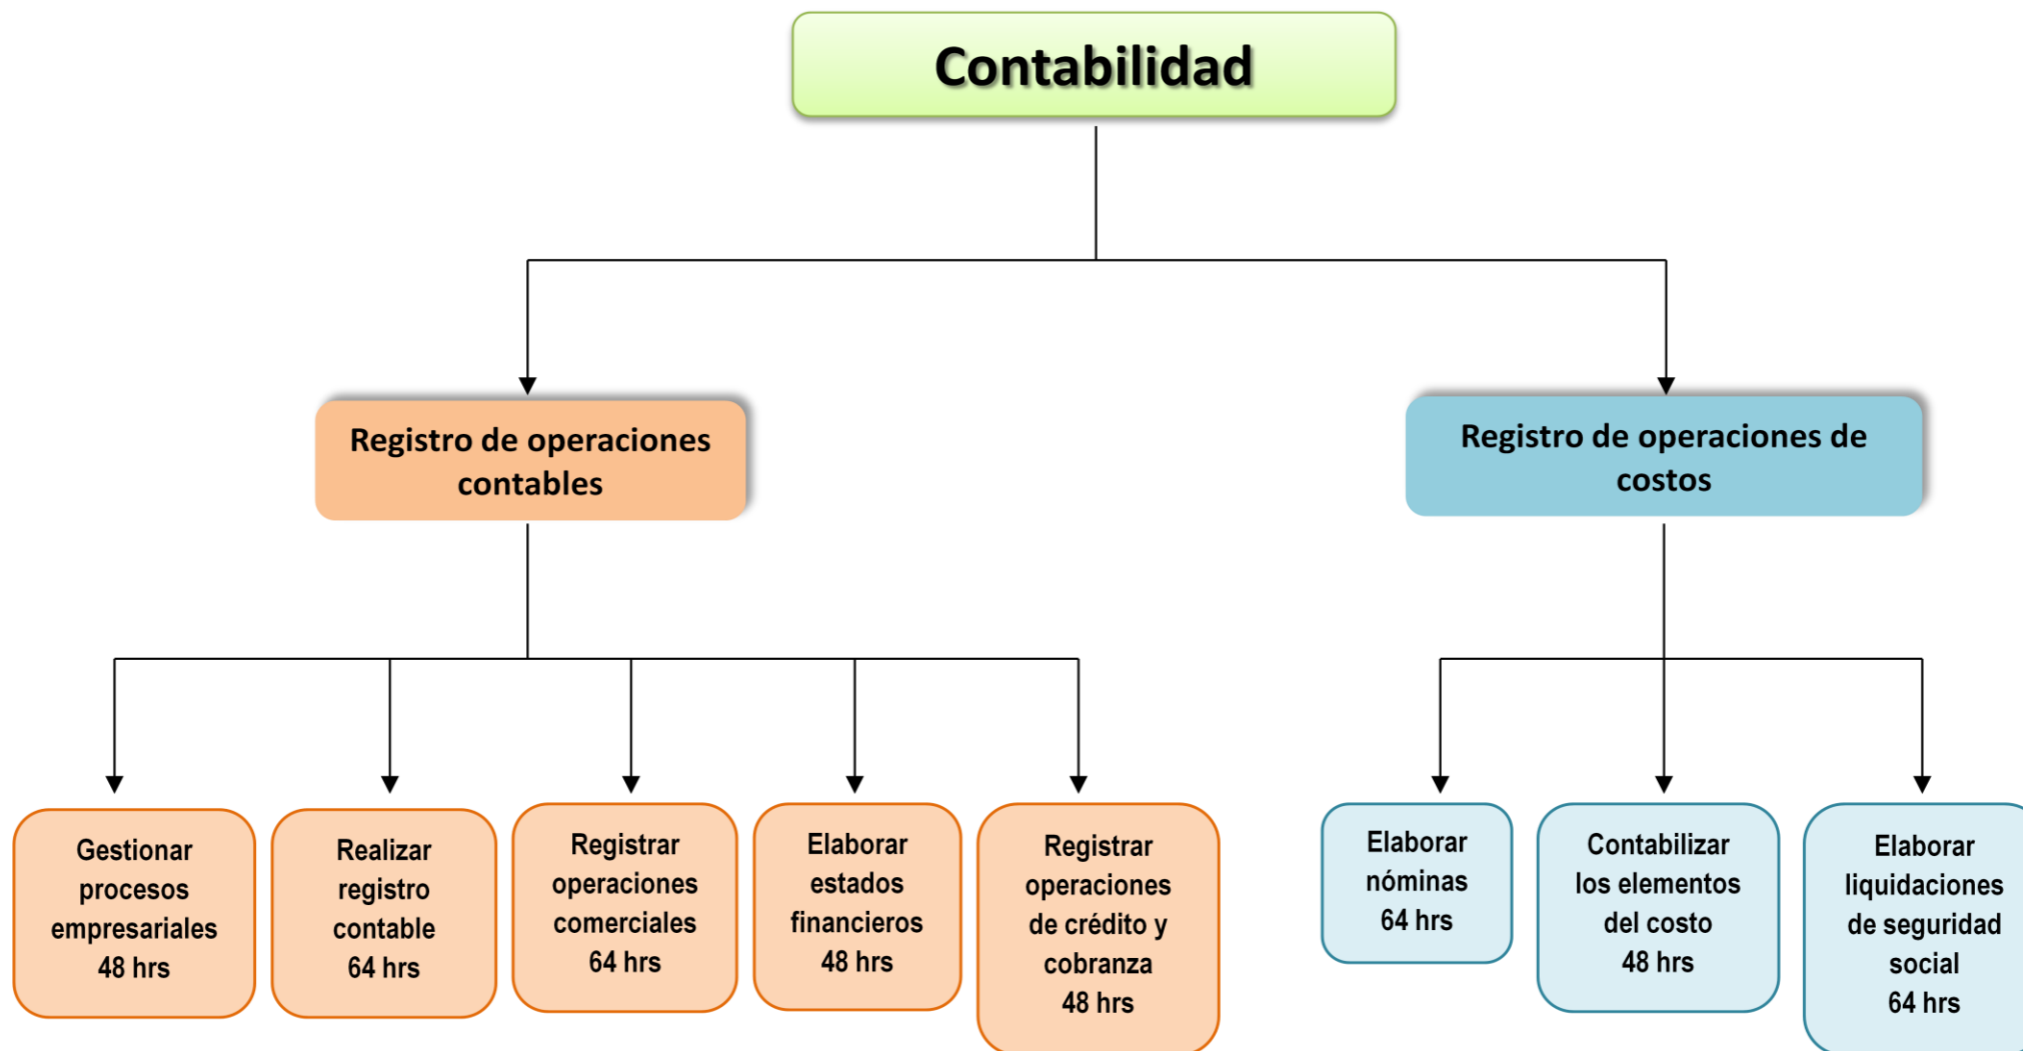 Contabilidad
Registro de operaciones
contables
Registro de operaciones de
costos
Gestionar
procesos
empresariales
48 hrs
Realizar
registro
contable
64 hrs
Registrar
operaciones
comerciales
64 hrs
Elaborar
estados
financieros
48 hrs
Registrar
operaciones
de crédito y
cobranza
48 hrs
Elaborar
nóminas
64 hrs
Contabilizar
los elementos
del costo
48 hrs
Elaborar
liquidaciones
de seguridad
social
64 hrs